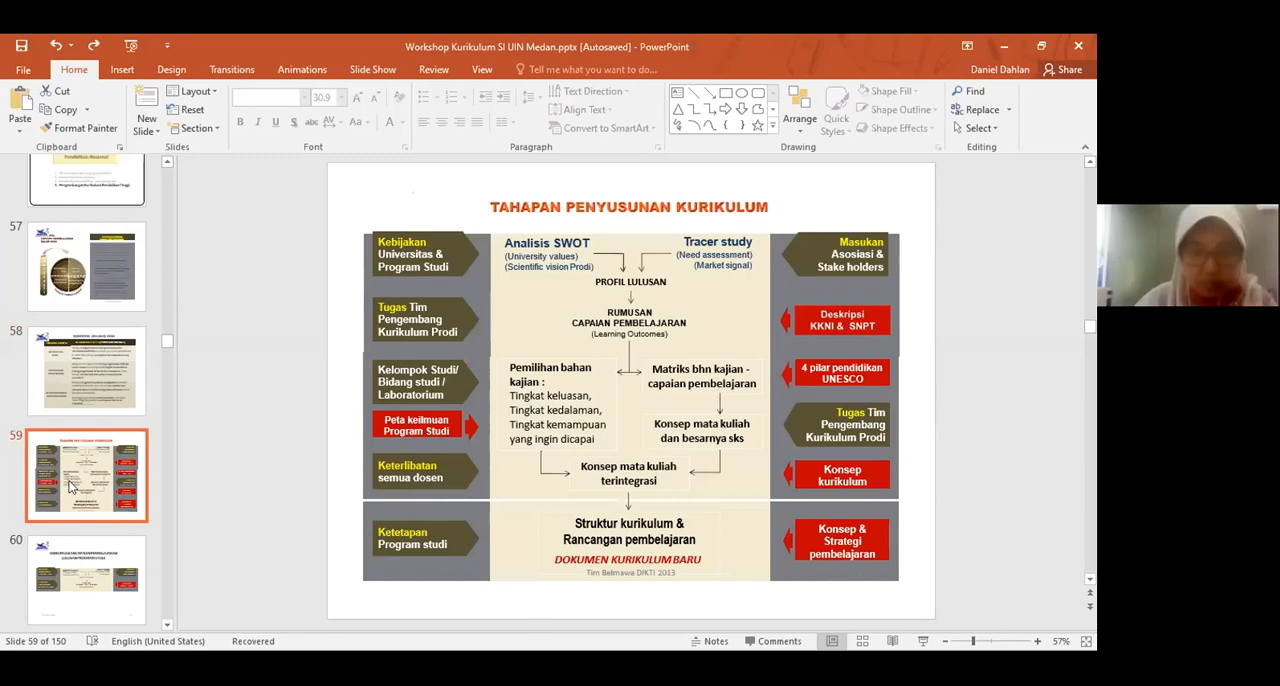 Workshop Kurikulum SI UIN Medan.pptx [Autosaved] - PowerPoint
File
Home
Insert
Design
Transitions
Animations
Slide Show
Review
View
Tell me what you want to do...
Daniel Dahlan
Share
Paste
Cut
Copy
Format Painter
Clipboard
New
Slide
Layout
Reset
Section
Slides
30.9
B I U S abc AV Aa A
Font
Text Direction
Align Text
Convert to SmartArt
Paragraph
Arrange
Quick
Styles
Shape Fill
Shape Outline
Shape Effects
Drawing
Find
Replace
Select
Editing
57
58
59
60
TAHAPAN PENYUSUNAN KURIKULUM
Kebijakan
Universitas &
Program Studi
Tugas Tim
Pengembang
Kurikulum Prodi
Kelompok Studi/
Bidang studi /
Laboratorium
Peta keilmuan
Program Studi
Keterlibatan
semua dosen
Ketetapan
Program studi
Analisis SWOT
(University values)
(Scientific vision Prodi)
Tracer study
(Need assessment)
(Market signal)
PROFIL LULUSAN
RUMUSAN
CAPAIAN PEMBELAJARAN
(Learning Outcomes)
Pemilihan bahan
kajian :
Tingkat keluasan,
Tingkat kedalaman,
Tingkat kemampuan
yang ingin dicapai
Matriks bhn kajian -
capaian pembelajaran
Konsep mata kuliah
dan besarnya sks
Konsep mata kuliah
terintegrasi
Struktur kurikulum &
Rancangan pembelajaran
DOKUMEN KURIKULUM BARU
Tim Belmawa DIKTI 2013
Masukan
Asosiasi &
Stake holders
Deskripsi
KKNI & SNPT
4 pilar pendidikan
UNESCO
Tugas Tim
Pengembang
Kurikulum Prodi
Konsep
kurikulum
Konsep &
Strategi
pembelajaran
Slide 59 of 150
English (United States)
Recovered
Notes
Comments
57%